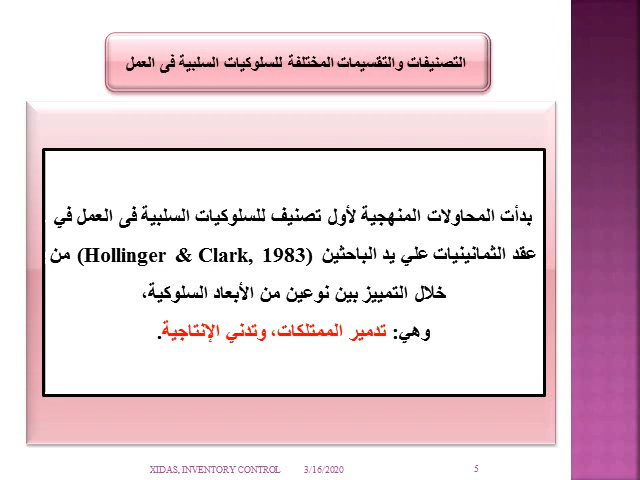 التصنيفات والتقسيمات المختلفة للسلوكيات السلبية فى العمل
بدأت المحاولات المنهجية لأول تصنيف للسلوكيات السلبية فى العمل في
عقد الثمانينيات علي يد الباحثين (Hollinger & Clark, 1983) من
خلال التمييز بين نوعين من الأبعاد السلوكية،
وهي: تدمير الممتلكات، وتدني الإنتاجية.
XIDAS, INVENTORY CONTROL 3/16/2020 5